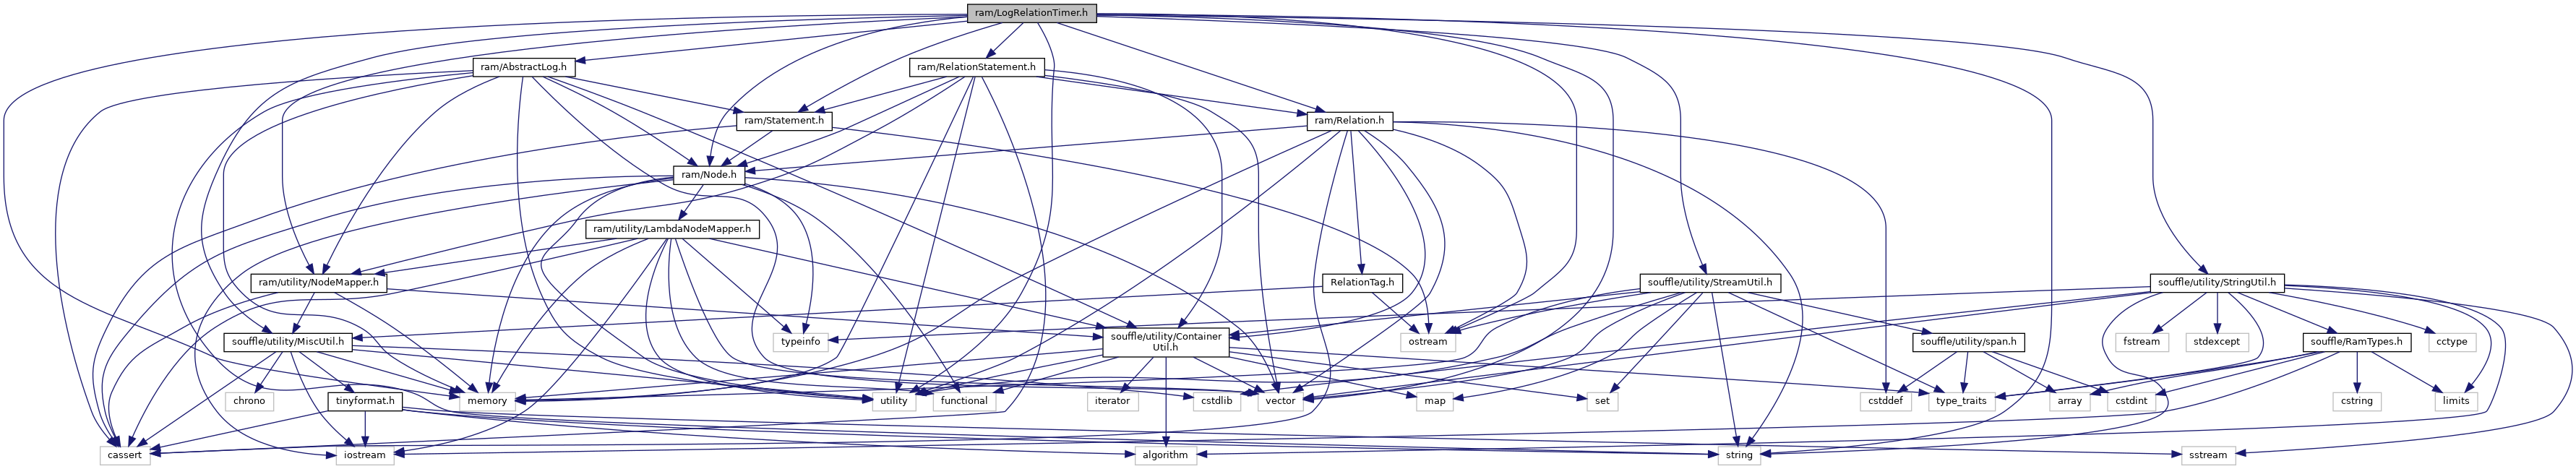 ram/LogRelationTimer.h
ram/AbstractLog.h
ram/RelationStatement.h
ram/Statement.h
ram/Relation.h
ram/Node.h
ram/utility/LambdaNodeMapper.h
ram/utility/NodeMapper.h
RelationTag.h
souffle/utility/StreamUtil.h
souffle/utility/StringUtil.h
souffle/utility/MiscUtil.h
typeinfo
souffle/utility/Container
Util.h
ostream
souffle/utility/span.h
fstream
stdexcept
souffle/RamTypes.h
cctype
chrono
tinyformat.h
memory
utility
functional
iterator
cstdlib
vector
map
set
cstddef
type_traits
array
cstdint
cstring
limits
cassert
iostream
algorithm
string
sstream